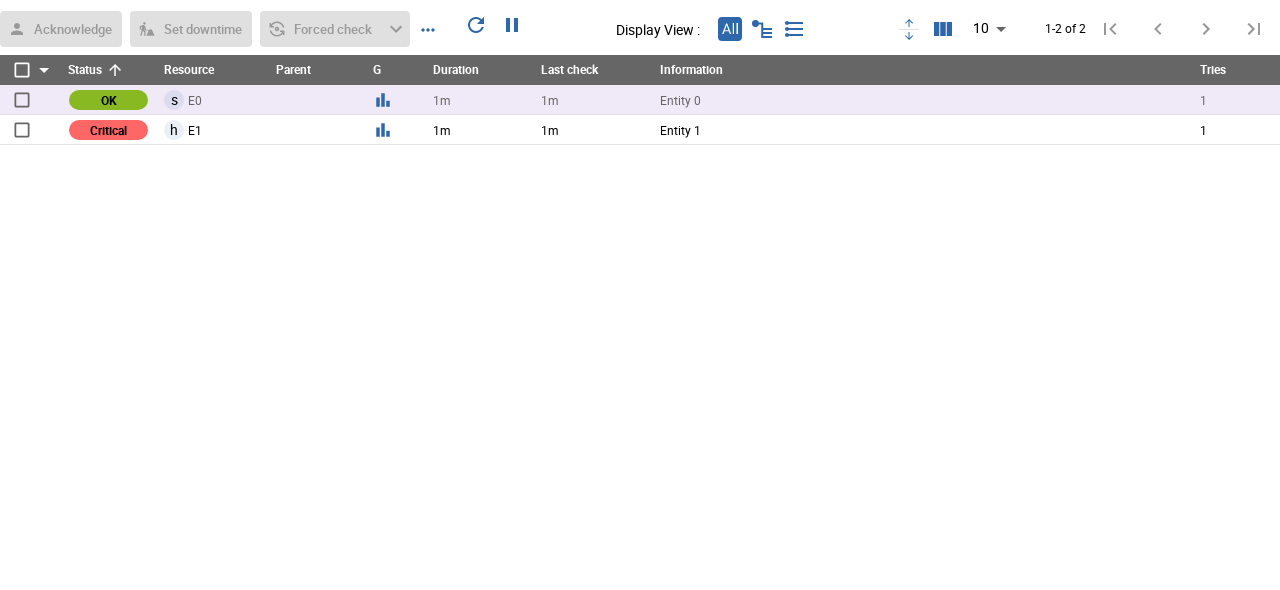 Acknowledge Set downtime Forced check Display View : All 10 1-2 of 2
Status Resource Parent G Duration Last check Information Tries
OK s E0 1m 1m Entity 0 1
Critical h E1 1m 1m Entity 1 1